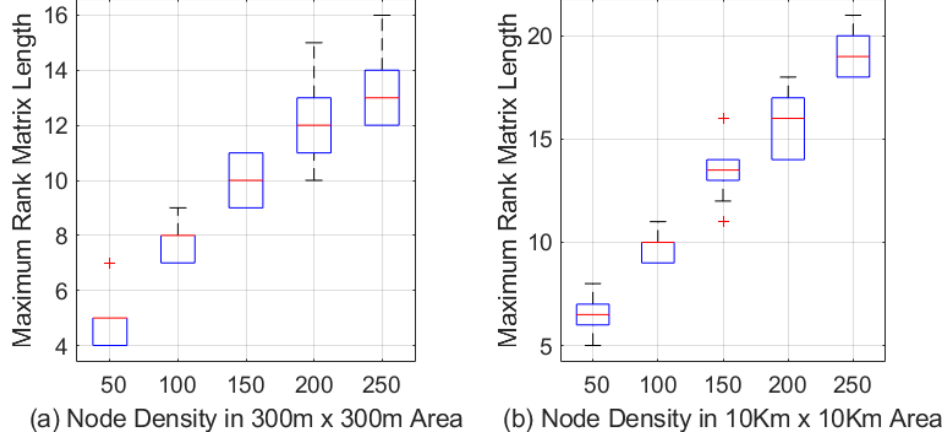 Maximum Rank Matrix Length
16
14
12
10
8
6
4
50 100 150 200 250
(a) Node Density in 300m x 300m Area
Maximum Rank Matrix Length
20
15
10
5
50 100 150 200 250
(b) Node Density in 10Km x 10Km Area